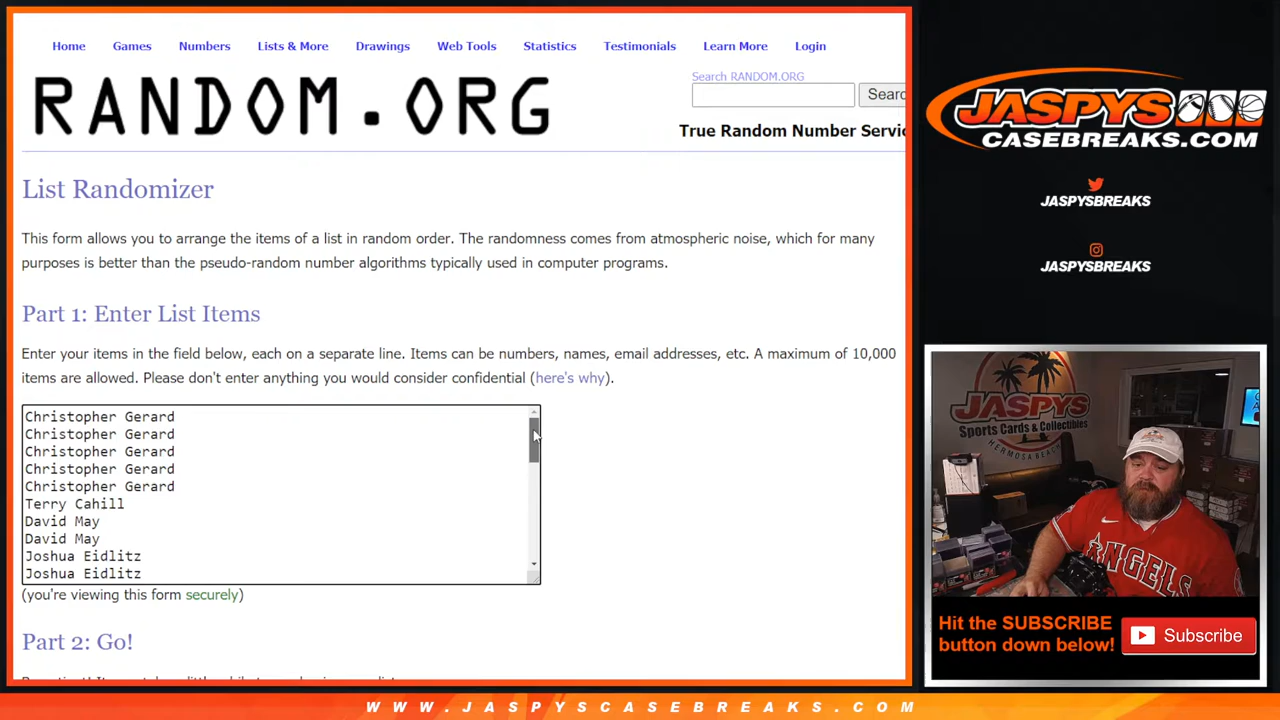 Home Games Numbers Lists & More Drawings Web Tools Statistics Testimonials Learn More Login
RANDOM.ORG
Search RANDOM.ORG
Searc
True Random Number Servic
List Randomizer
This form allows you to arrange the items of a list in random order. The randomness comes from atmospheric noise, which for many
purposes is better than the pseudo-random number algorithms typically used in computer programs.
Part 1: Enter List Items
Enter your items in the field below, each on a separate line. Items can be numbers, names, email addresses, etc. A maximum of 10,000
items are allowed. Please don't enter anything you would consider confidential (here's why).
Christopher Gerard
Christopher Gerard
Christopher Gerard
Christopher Gerard
Christopher Gerard
Terry Cahill
David May
David May
Joshua Eidlitz
Joshua Eidlitz
(you're viewing this form securely)
Part 2: Go!
JASPYS
CASEBREAKS.COM
JASPYSBREAKS
JASPYSBREAKS
JASPYS
Sports Cards & Collectibles
HERMOSA BEACH
ANGELS
Hit the SUBSCRIBE
button down below!
Subscribe
WWW.JASPYSCASEBREAKS.COM